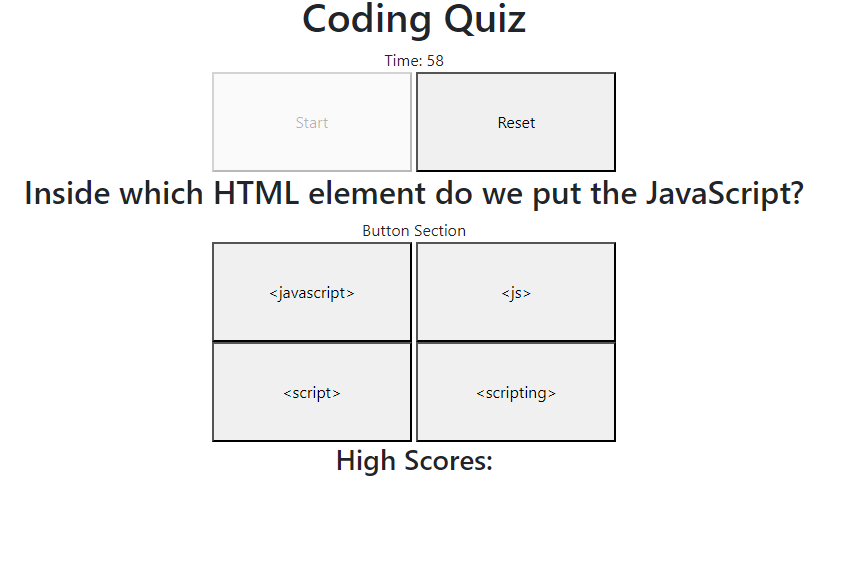 Coding Quiz
Time: 58
Start Reset
Inside which HTML element do we put the JavaScript?
Button Section
<javascript> <js>
<script> <scripting>
High Scores: